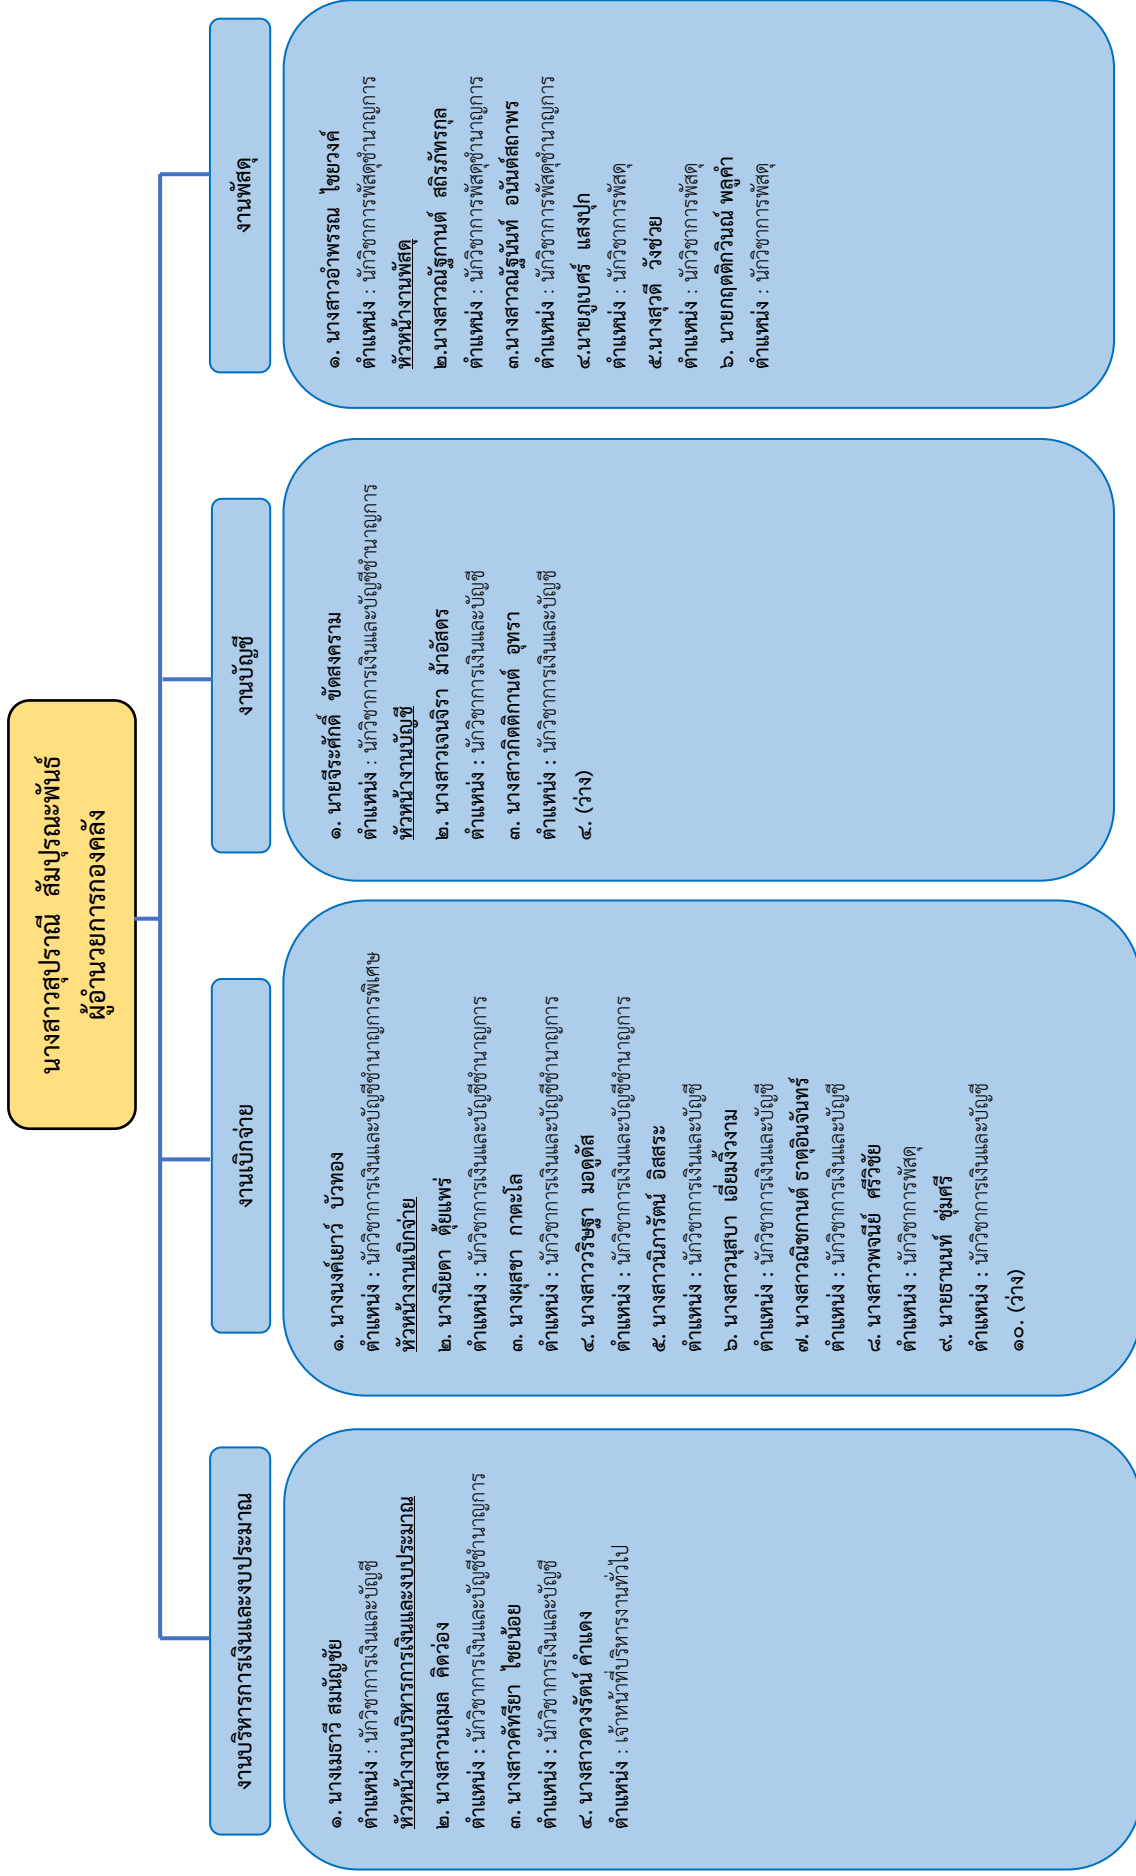 นางสาวสุปราณี สัมปุรณะพันธ์
ผู้อำนวยการกองคลัง
งานบริหารการเงินและงบประมาณ
๑. นางเมธาวี สมนัญชัย
ตำแหน่ง : นักวิชาการเงินและบัญชี
หัวหน้างานบริหารการเงินและงบประมาณ
๒. นางสาวนฤมล คิดว่อง
ตำแหน่ง : นักวิชาการเงินและบัญชีชำนาญการ
๓. นางสาวคัทรียา ไชยน้อย
ตำแหน่ง : นักวิชาการเงินและบัญชี
๔. นางสาวดวงรัตน์ คำแดง
ตำแหน่ง : เจ้าหน้าที่บริหารงานทั่วไป
งานเบิกจ่าย
๑. นางนงค์เยาว์ บัวทอง
ตำแหน่ง : นักวิชาการเงินและบัญชีชำนาญการพิเศษ
หัวหน้างานเบิกจ่าย
๒. นางนิยดา ตุ้ยแพร่
ตำแหน่ง : นักวิชาการเงินและบัญชีชำนาญการ
๓. นางผุสชา กาตะโล
ตำแหน่ง : นักวิชาการเงินและบัญชีชำนาญการ
๔. นางสาววริษฐา มอดูดัส
ตำแหน่ง : นักวิชาการเงินและบัญชีชำนาญการ
๕. นางสาวนิภารัตน์ อิสสระ
ตำแหน่ง : นักวิชาการเงินและบัญชี
๖. นางสาวนุสบา เอี่ยมงิ้วงาม
ตำแหน่ง : นักวิชาการเงินและบัญชี
๗. นางสาวณิชกานต์ ธาตุอินจันทร์
ตำแหน่ง : นักวิชาการเงินและบัญชี
๘. นางสาวพจนีย์ ศรีวิชัย
ตำแหน่ง : นักวิชาการพัสดุ
๙. นายธานนท์ ชุ่มศรี
ตำแหน่ง : นักวิชาการเงินและบัญชี
๑๐. (ว่าง)
งานบัญชี
๑. นายจีระศักดิ์ ขัดสงคราม
ตำแหน่ง : นักวิชาการเงินและบัญชีชำนาญการ
หัวหน้างานบัญชี
๒. นางสาวเจนจิรา ม้าอัสดร
ตำแหน่ง : นักวิชาการเงินและบัญชี
๓. นางสาวกิตติกานต์ อุทรา
ตำแหน่ง : นักวิชาการเงินและบัญชี
๔. (ว่าง)
งานพัสดุ
๑. นางสาวอำพรรณ ไชยวงค์
ตำแหน่ง : นักวิชาการพัสดุชำนาญการ
หัวหน้างานพัสดุ
๒.นางสาวณัฐกานต์ สถิรภัทรกุล
ตำแหน่ง : นักวิชาการพัสดุชำนาญการ
๓.นางสาวณัฐนันท์ อนันต์สถาพร
ตำแหน่ง : นักวิชาการพัสดุชำนาญการ
๔.นายภูเบศร์ แสงปุก
ตำแหน่ง : นักวิชาการพัสดุ
๕.นางสุวดี วังช่วย
ตำแหน่ง : นักวิชาการพัสดุ
๖. นายกฤตติกวินณ์ พลูคำ
ตำแหน่ง : นักวิชาการพัสดุ